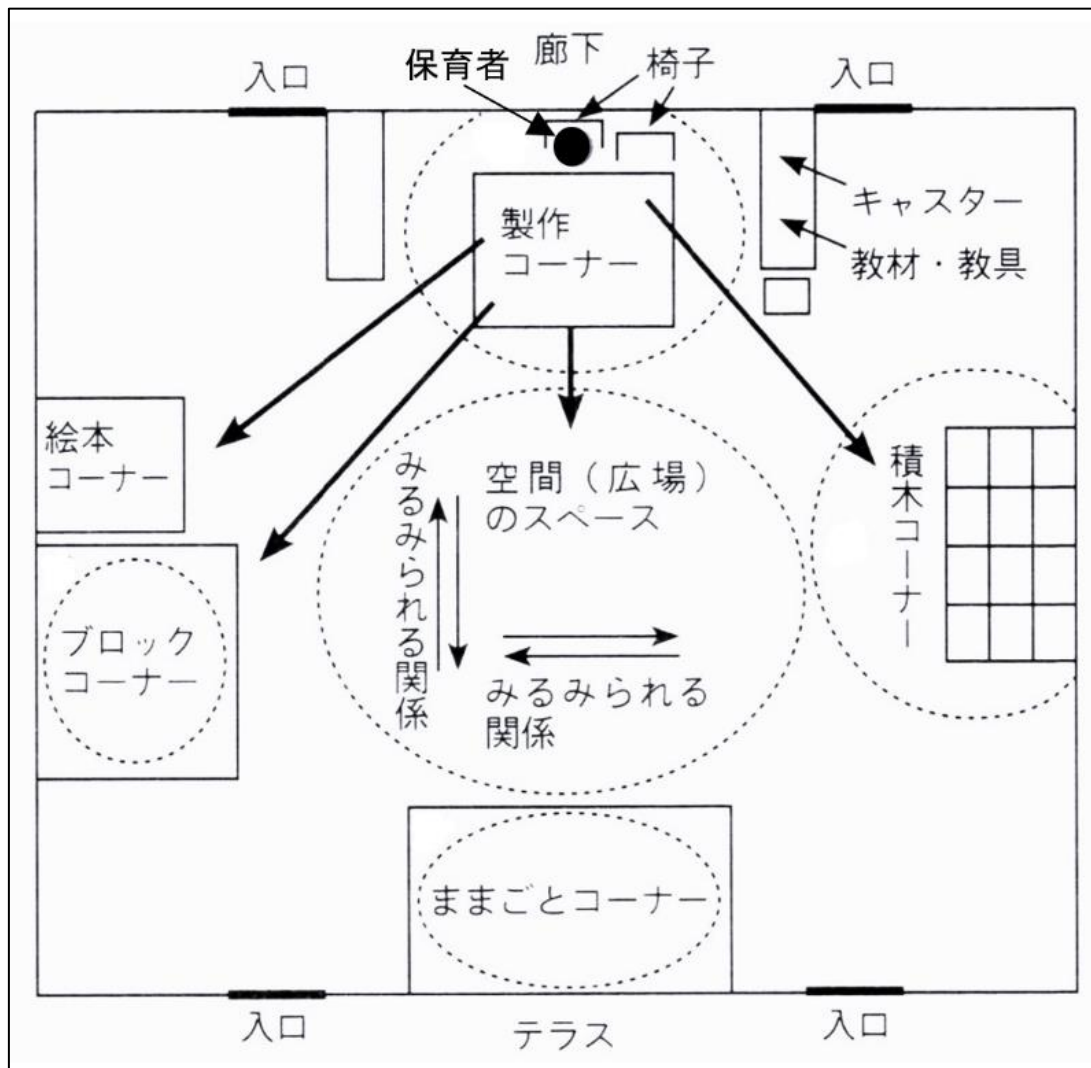 廊下
保育者
椅子
入口
入口
製作
コーナー
キャスター
教材・教具
絵本
コーナー
空間（広場）
のスペース
みるみられる関係
積木コーナー
ブロック
コーナー
みるみられる
関係
ままごとコーナー
入口
テラス
入口